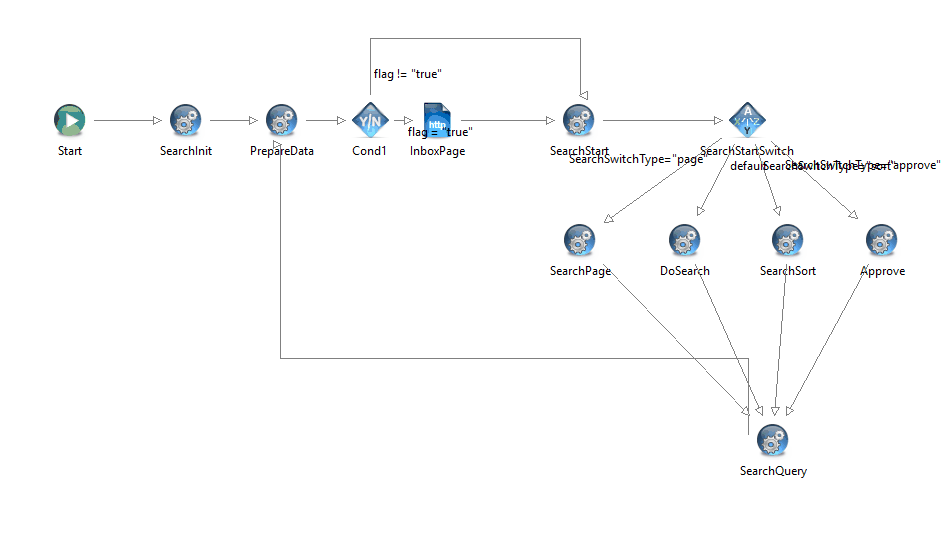 flag != "true"
Y|N
http
A
X Z
Y
flag = "true"
Start
SearchInit
PrepareData
Cond1
InboxPage
SearchStart
SearchStartSwitch
SearchSwitchType="page"
default
SearchSwitchType="sort"
SearchSwitchType="approve"
SearchPage
DoSearch
SearchSort
Approve
SearchQuery